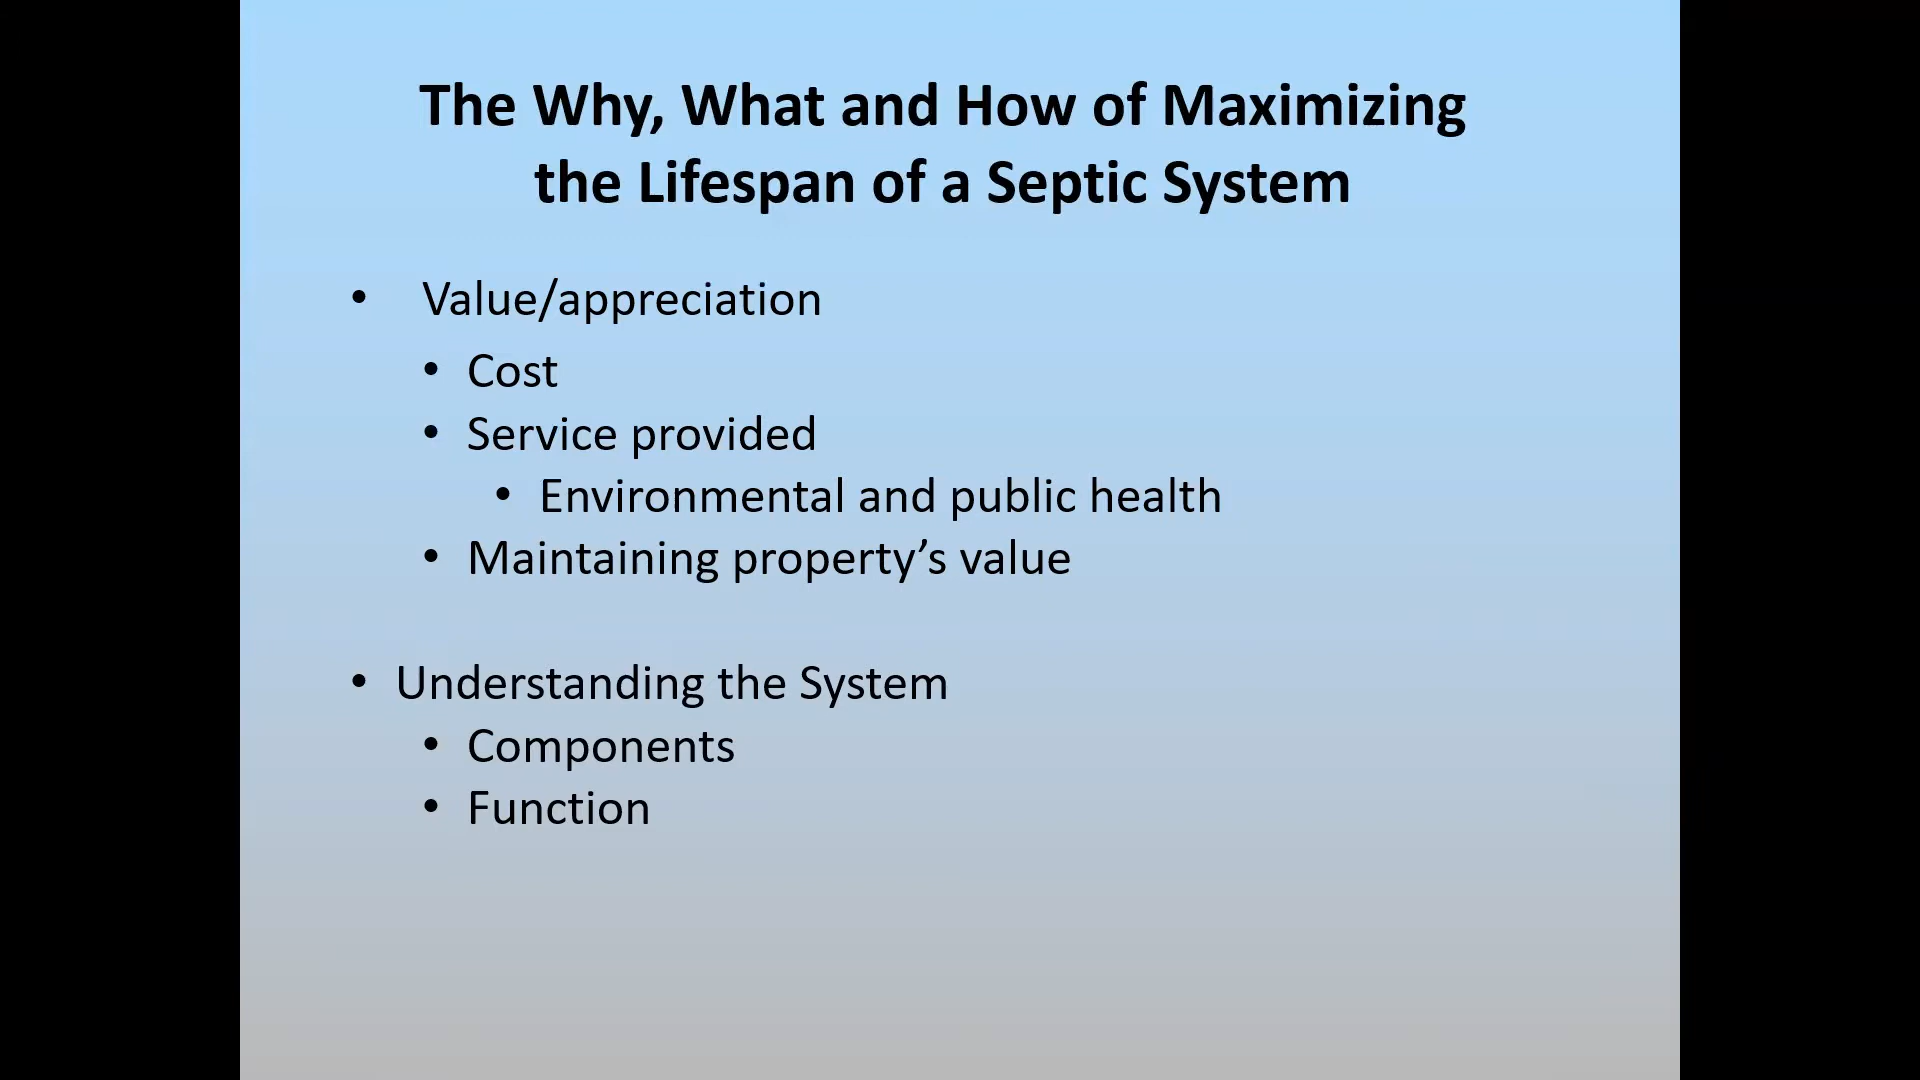 The Why, What and How of Maximizing
the Lifespan of a Septic System
• Value/appreciation
• Cost
• Service provided
• Environmental and public health
• Maintaining property’s value
• Understanding the System
• Components
• Function